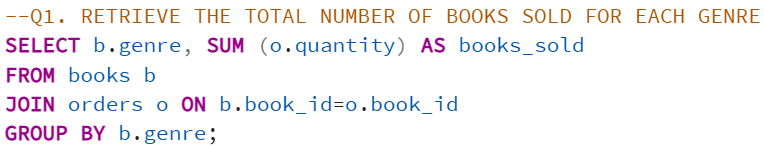 --Q1. RETRIEVE THE TOTAL NUMBER OF BOOKS SOLD FOR EACH GENRE
SELECT b.genre, SUM (o.quantity) AS books_sold
FROM books b
JOIN orders o ON b.book_id=o.book_id
GROUP BY b.genre;